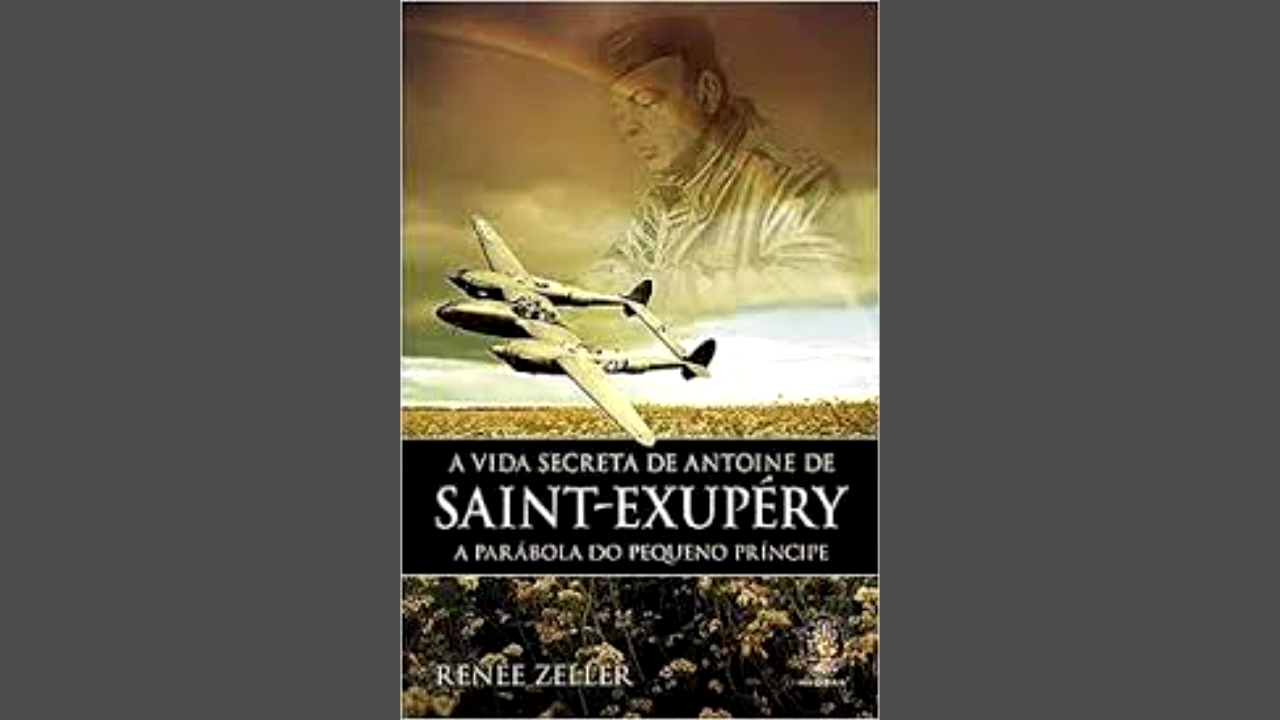 A VIDA SECRETA DE ANTOINE DE
SAINT-EXUPÉRY
A PARÁBOLA DO PEQUENO PRÍNCIPE
RENÉE ZELLER